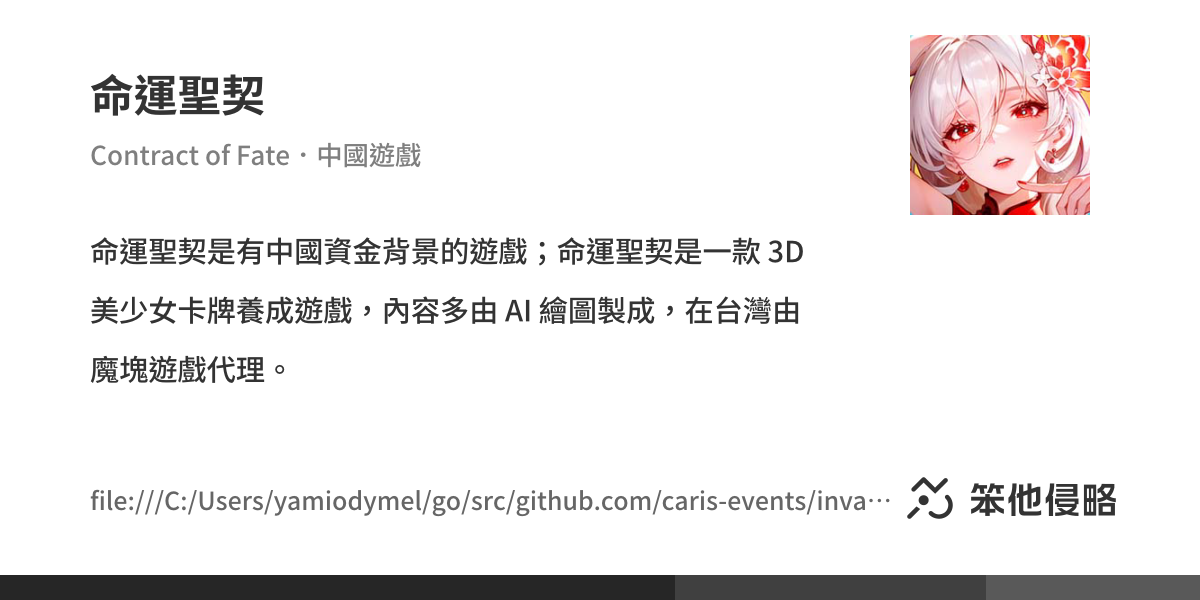 命運聖契
Contract of Fate・中國遊戲
命運聖契是有中國資金背景的遊戲；命運聖契是一款 3D
美少女卡牌養成遊戲，內容多由 AI 繪圖製成，在台灣由
魔塊遊戲代理。
file:///C:/Users/yamiodymel/go/src/github.com/caris-events/inva…
笨他侵略